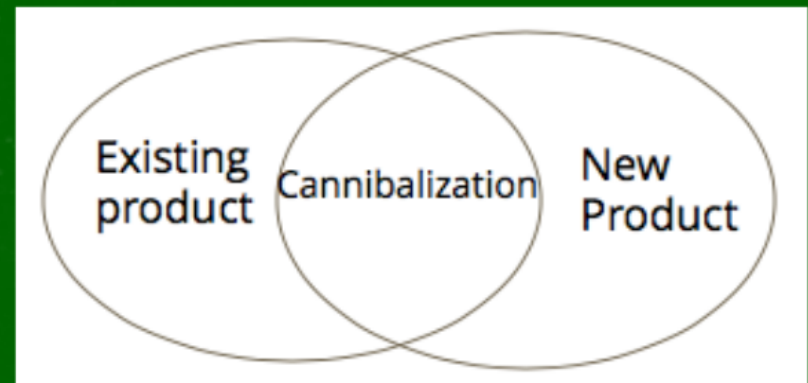 Existing
product
Cannibalization
New
Product